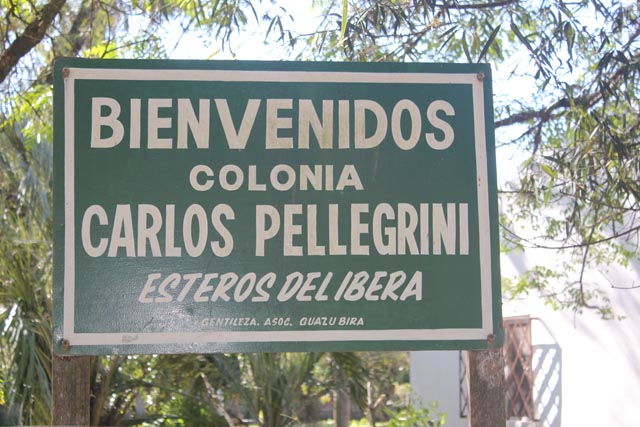 BIENVENIDOS
COLONIA
CARLOS PELLEGRINI
ESTEROS DEL IBERA
GENTILEZA. ASOC. GUAZU BIRA